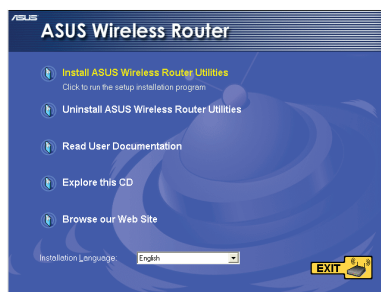 ASUS
ASUS Wireless Router
Install ASUS Wireless Router Utilities
Click to run the setup installation program
Uninstall ASUS Wireless Router Utilities
Read User Documentation
Explore this CD
Browse our Web Site
Installation Language: English
EXIT